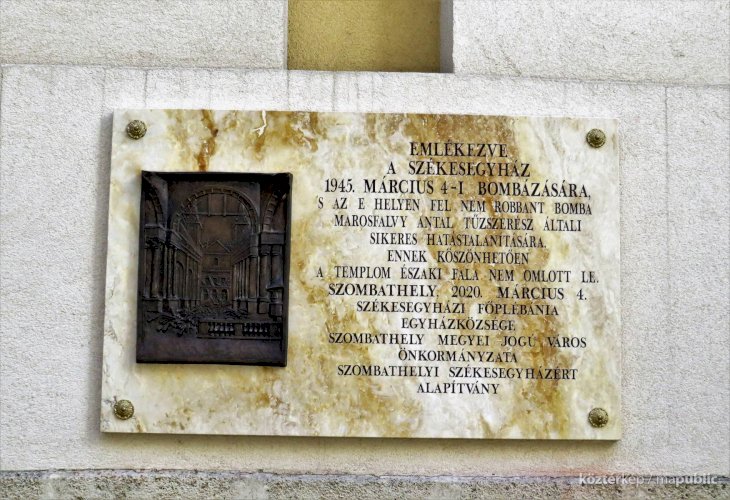 EMLÉKEZVE
A SZÉKESEGYHÁZ
1945. MÁRCIUS 4-I BOMBÁZÁSÁRA,
S AZ E HELYEN FEL NEM ROBBANT BOMBA
MAROSFALVY ANTAL TŰZSZERÉSZ ÁLTALI
SIKERES HATÁSTALANÍTÁSÁRA.
ENNEK KÖSZÖNHETŐEN
A TEMPLOM ÉSZAKI FALA NEM OMLOTT LE.
SZOMBATHELY, 2020. MÁRCIUS 4.
SZÉKESEGYHÁZI FŐPLÉBÁNIA
EGYHÁZKÖZSÉGE
SZOMBATHELY MEGYEI JOGÚ VÁROS
ÖNKORMÁNYZATA
SZOMBATHELYI SZÉKESEGYHÁZÉRT
ALAPÍTVÁNY
köztérkép / mapublic